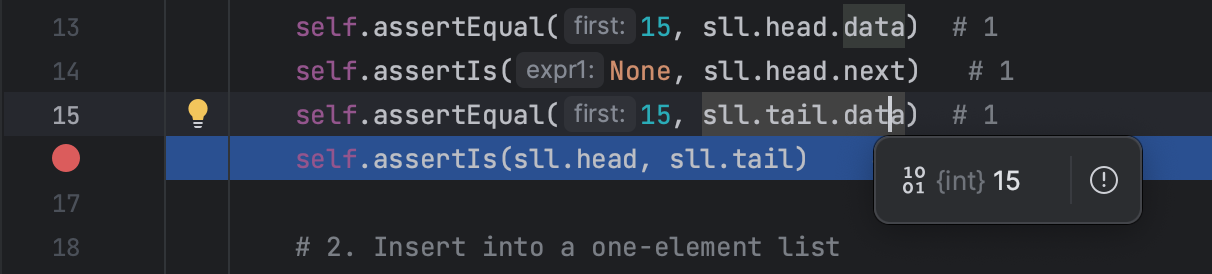 13 self.assertEqual( first: 15, sll.head.data) # 1
14 self.assertIs( expr1: None, sll.head.next) # 1
15 self.assertEqual( first: 15, sll.tail.data) # 1
self.assertIs(sll.head, sll.tail)
10
01 {int} 15
17
18 # 2. Insert into a one-element list